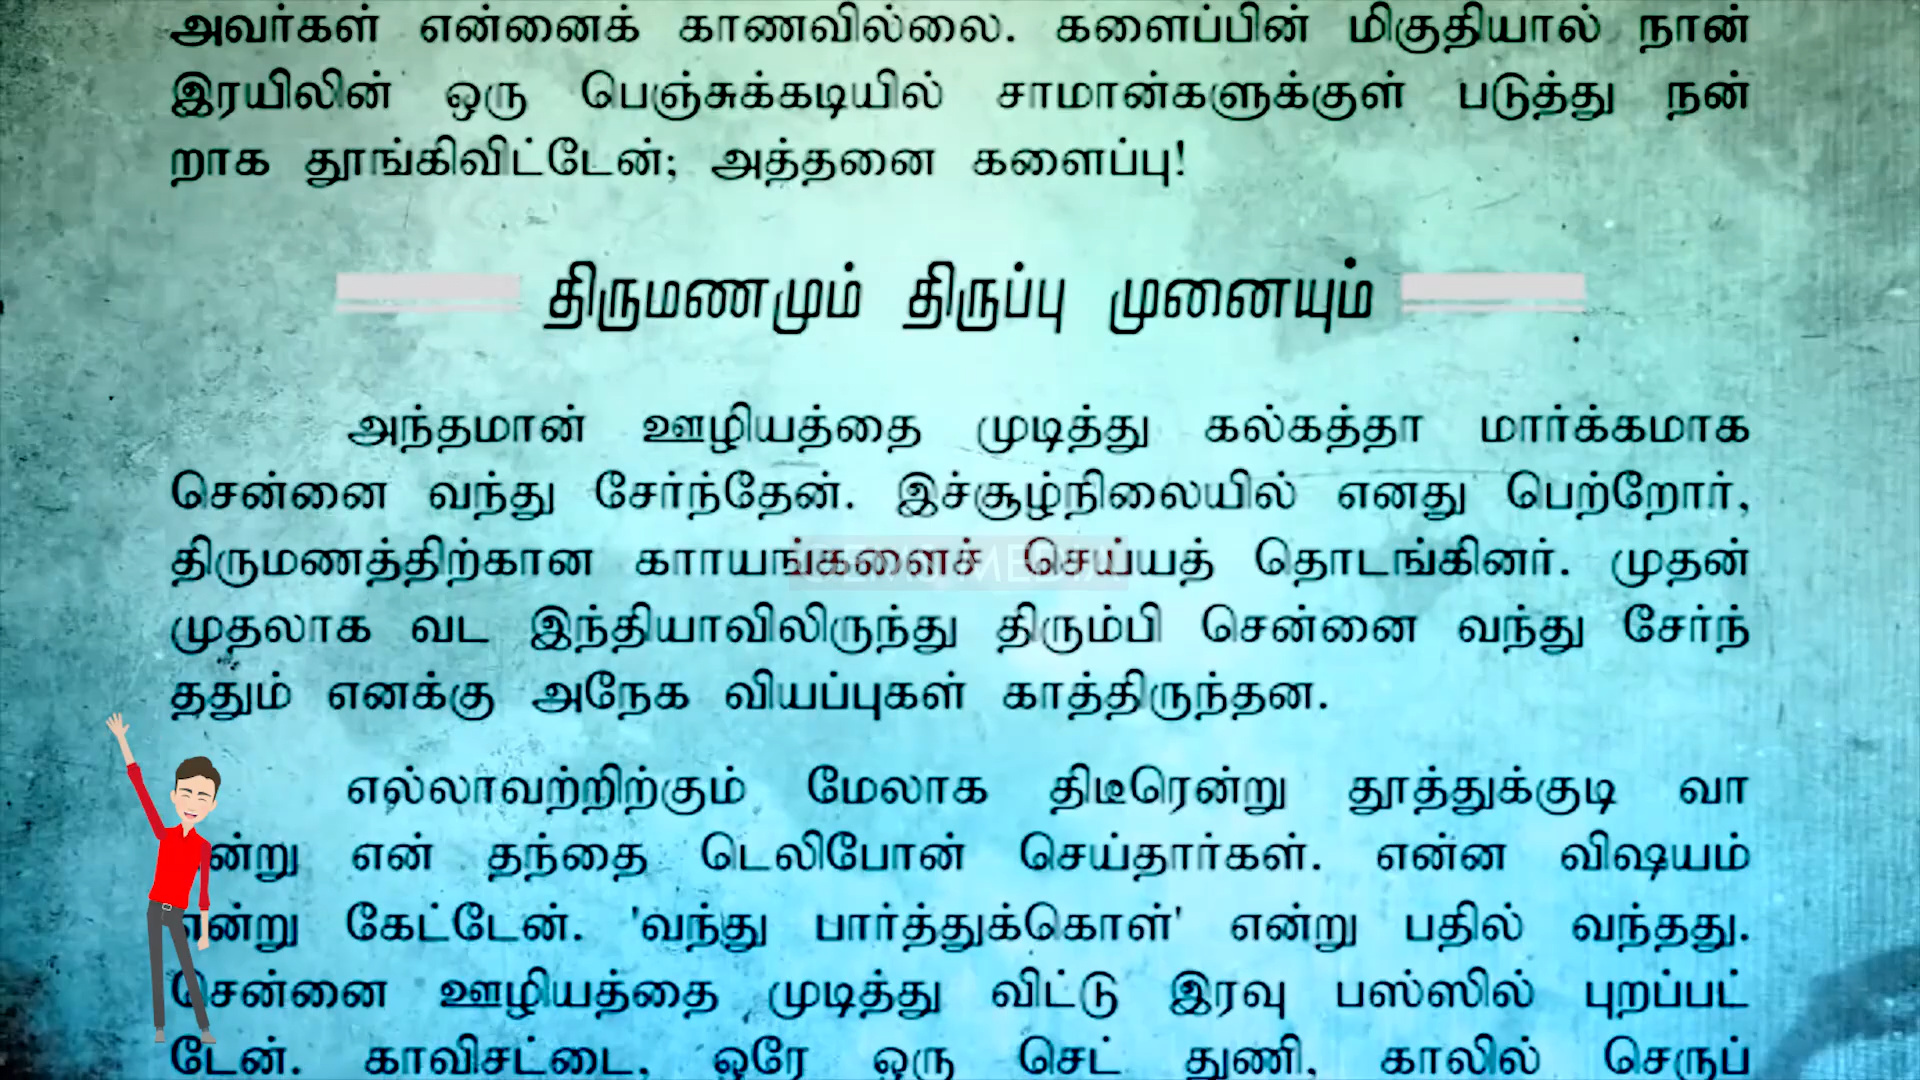 அவர்கள் என்னைக் காணவில்லை. களைப்பின் மிகுதியால் நான்
இரயிலின் ஒரு பெஞ்சுக்கடியில் சாமான்களுக்குள் படுத்து நன்
றாக தூங்கிவிட்டேன்; அத்தனை களைப்பு!
திருமணமும் திருப்பு முனையும்
அந்தமான் ஊழியத்தை முடித்து கல்கத்தா மார்க்கமாக
சென்னை வந்து சேர்ந்தேன். இச்சூழ்நிலையில் எனது பெற்றோர்,
திருமணத்திற்கான காாயங்களைச் செய்யத் தொடங்கினர். முதன்
முதலாக வட இந்தியாவிலிருந்து திரும்பி சென்னை வந்து சேர்ந்
ததும் எனக்கு அநேக வியப்புகள் காத்திருந்தன.
எல்லாவற்றிற்கும் மேலாக திடீரென்று தூத்துக்குடி வா
என்று என் தந்தை டெலிபோன் செய்தார்கள். என்ன விஷயம்
என்று கேட்டேன். 'வந்து பார்த்துக்கொள்' என்று பதில் வந்தது.
சென்னை ஊழியத்தை முடித்து விட்டு இரவு பஸ்ஸில் புறப்பட்
டேன். காவிசட்டை, ஒரே ஒரு செட் துணி, காலில் செருப்